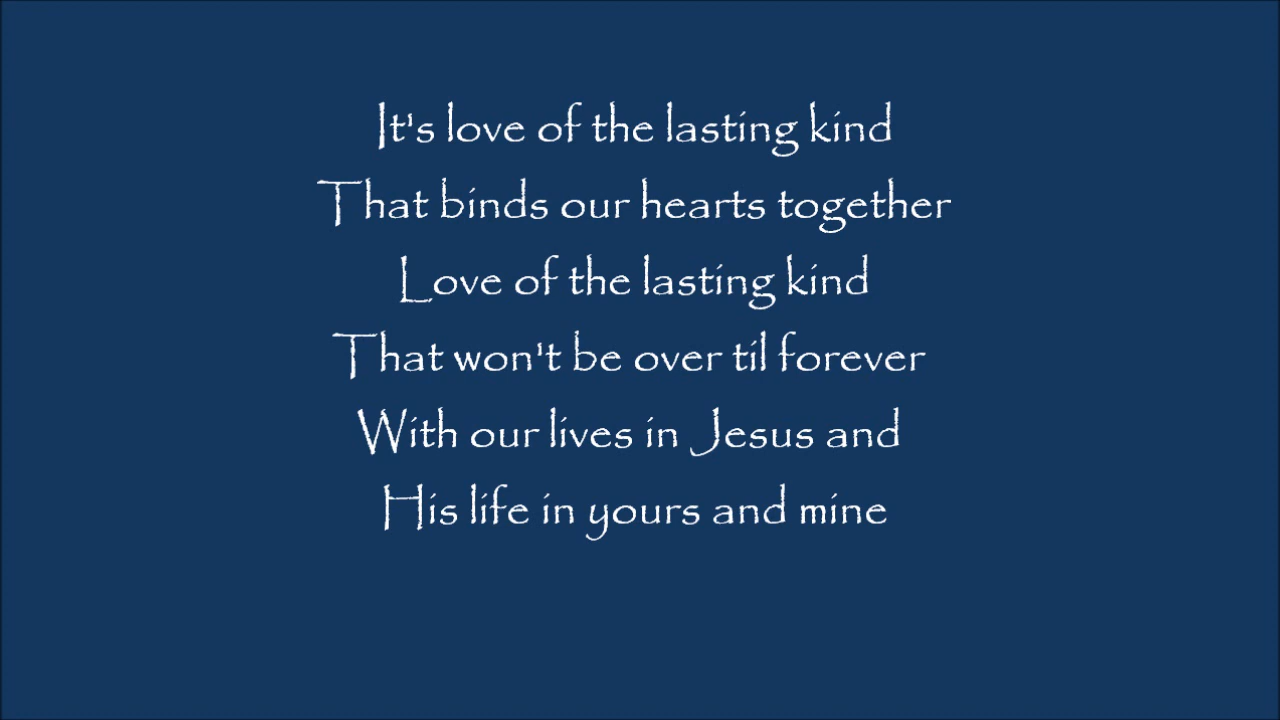 It's love of the lasting kind
That binds our hearts together
Love of the lasting kind
That won't be over til forever
With our lives in Jesus and
His life in yours and mine